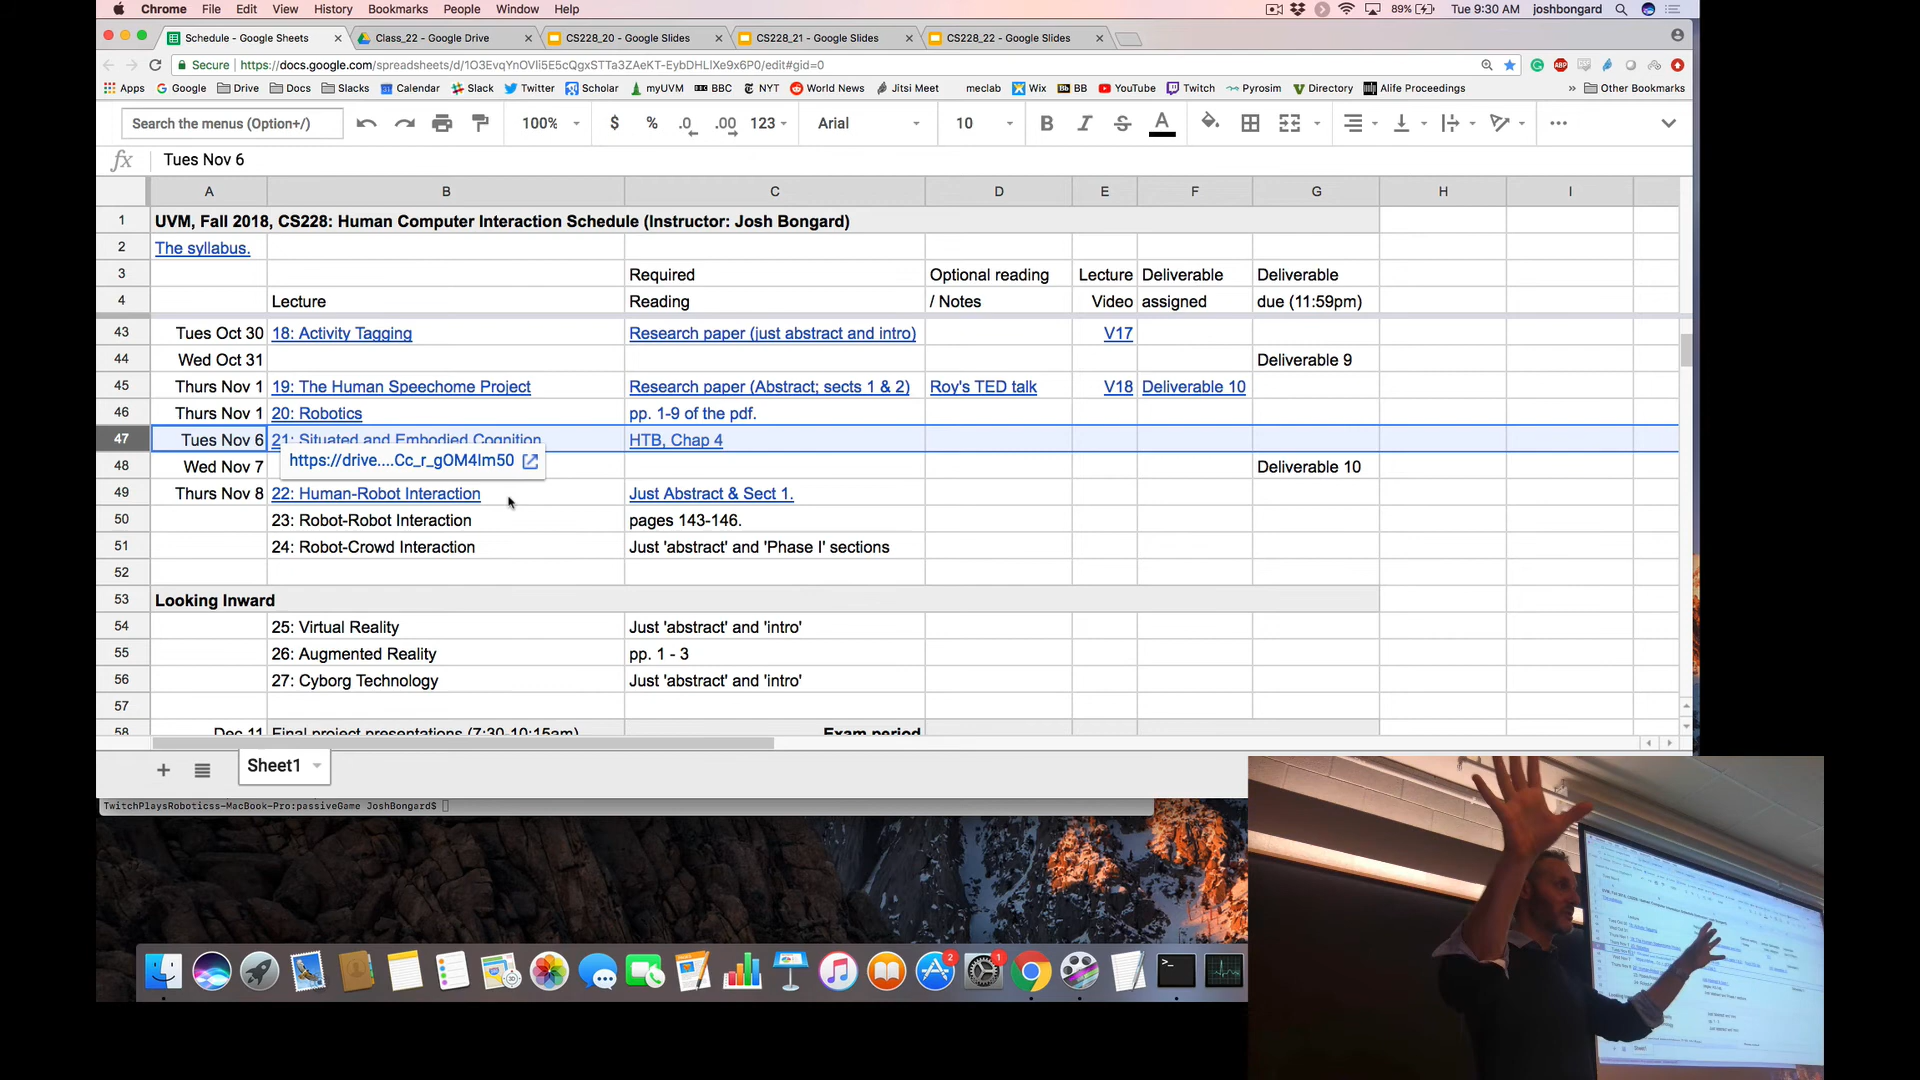 Chrome File Edit View History Bookmarks People Window Help 89% Tue 9:30 AM joshbongard
Schedule - Google Sheets Class_22 - Google Drive CS228_20 - Google Slides CS228_21 - Google Slides CS228_22 - Google Slides
Secure https://docs.google.com/spreadsheets/d/1O3EvqYnOVIi5E5cQgxSTTa3ZAeKT-EybDHLIXe9x6P0/edit#gid=0
Apps Google Drive Docs Slacks Calendar Slack Twitter Scholar myUVM BBC NYT World News Jitsi Meet meclab Wix BB YouTube Twitch Pyrosim Directory Alife Proceedings » Other Bookmarks
Search the menus (Option+/) 100% $ % .0 .00 123 Arial 10 B I S A
fx Tues Nov 6
A B C D E F G H I
1 UVM, Fall 2018, CS228: Human Computer Interaction Schedule (Instructor: Josh Bongard)
2 The syllabus.
3 Required Optional reading Lecture Deliverable Deliverable
4 Lecture Reading / Notes Video assigned due (11:59pm)
43 Tues Oct 30 18: Activity Tagging Research paper (just abstract and intro) V17
44 Wed Oct 31 Deliverable 9
45 Thurs Nov 1 19: The Human Speechome Project Research paper (Abstract; sects 1 & 2) Roy's TED talk V18 Deliverable 10
46 Thurs Nov 1 20: Robotics pp. 1-9 of the pdf.
47 Tues Nov 6 21: Situated and Embodied Cognition HTB, Chap 4
https://drive....Cc_r_gOM4Im50
48 Wed Nov 7 Deliverable 10
49 Thurs Nov 8 22: Human-Robot Interaction Just Abstract & Sect 1.
50 23: Robot-Robot Interaction pages 143-146.
51 24: Robot-Crowd Interaction Just 'abstract' and 'Phase I' sections
52
53 Looking Inward
54 25: Virtual Reality Just 'abstract' and 'intro'
55 26: Augmented Reality pp. 1 - 3
56 27: Cyborg Technology Just 'abstract' and 'intro'
57
58 Dec 11 Final project presentations (7:30-10:15am) Exam period
Sheet1
TwitchPlaysRoboticss-MacBook-Pro:passiveGame JoshBongard$
2 1